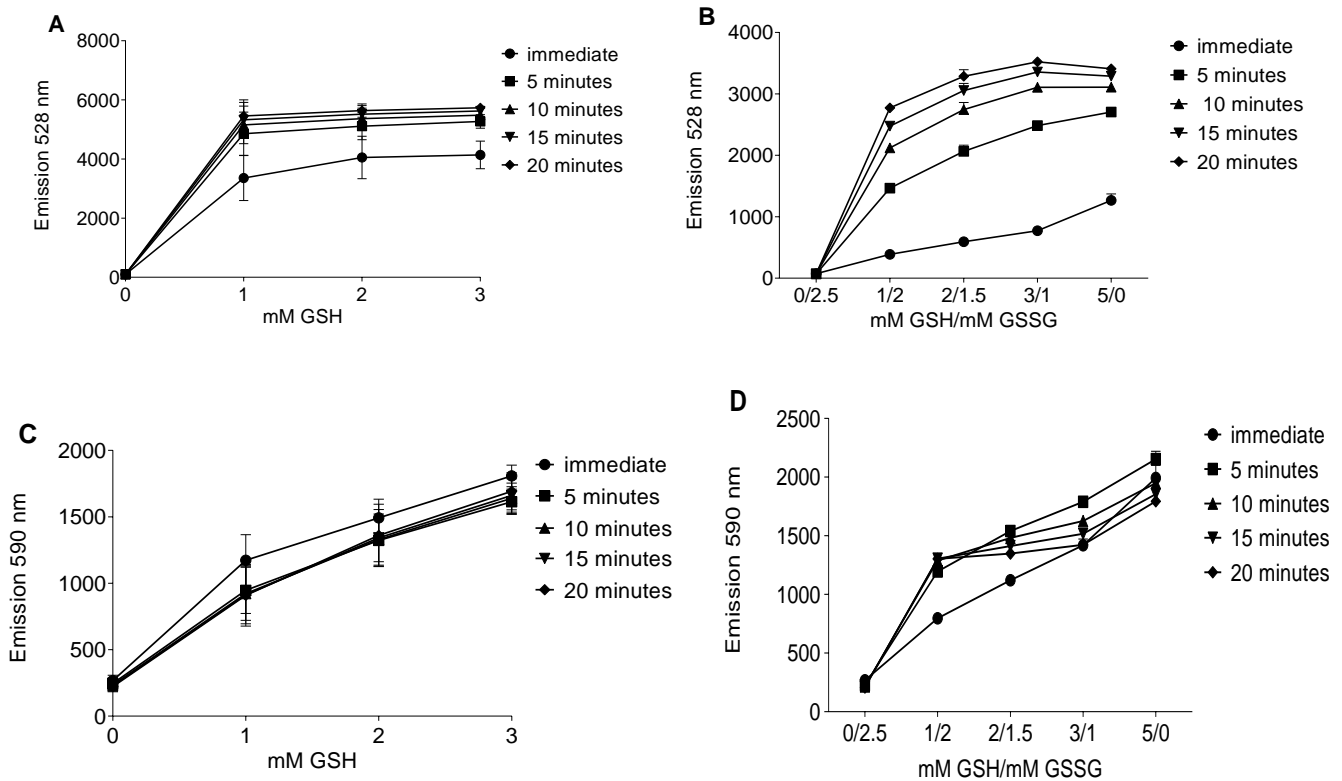 A
Emission 528 nm
8000
6000
4000
2000
0
0 1 2 3
mM GSH
immediate
5 minutes
10 minutes
15 minutes
20 minutes
B
Emission 528 nm
4000
3000
2000
1000
0
0/2.5 1/2 2/1.5 3/1 5/0
mM GSH/mM GSSG
immediate
5 minutes
10 minutes
15 minutes
20 minutes
C
Emission 590 nm
2000
1500
1000
500
0
0 1 2 3
mM GSH
immediate
5 minutes
10 minutes
15 minutes
20 minutes
D
Emission 590 nm
2500
2000
1500
1000
500
0
0/2.5 1/2 2/1.5 3/1 5/0
mM GSH/mM GSSG
immediate
5 minutes
10 minutes
15 minutes
20 minutes